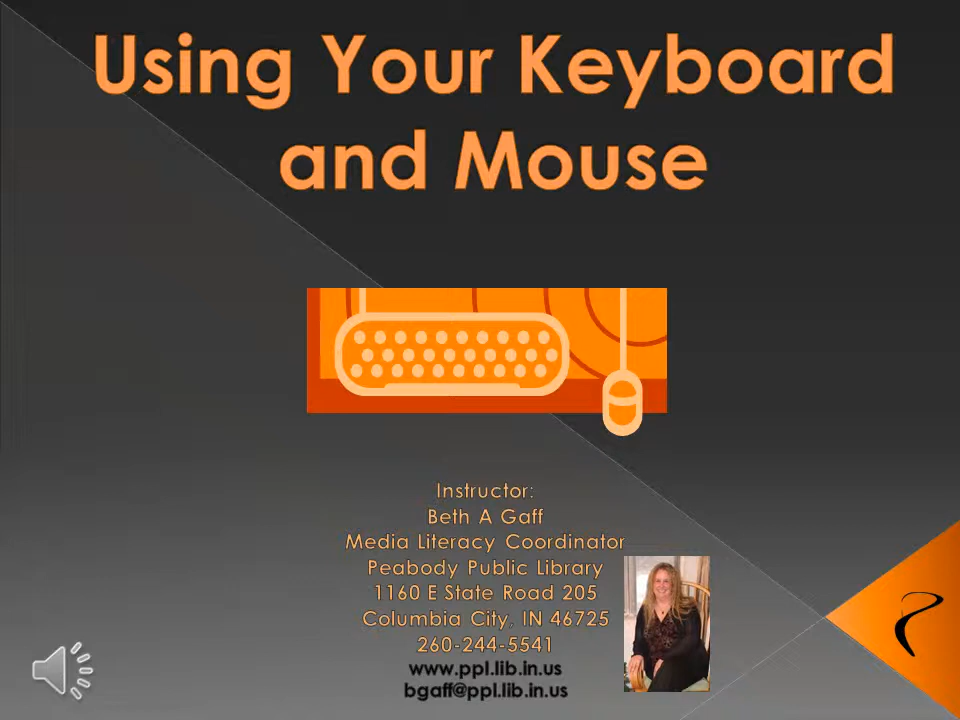 Using Your Keyboard
and Mouse
Instructor:
Beth A Gaff
Media Literacy Coordinator
Peabody Public Library
1160 E State Road 205
Columbia City, IN 46725
260-244-5541
www.ppl.lib.in.us
bgaff@ppl.lib.in.us